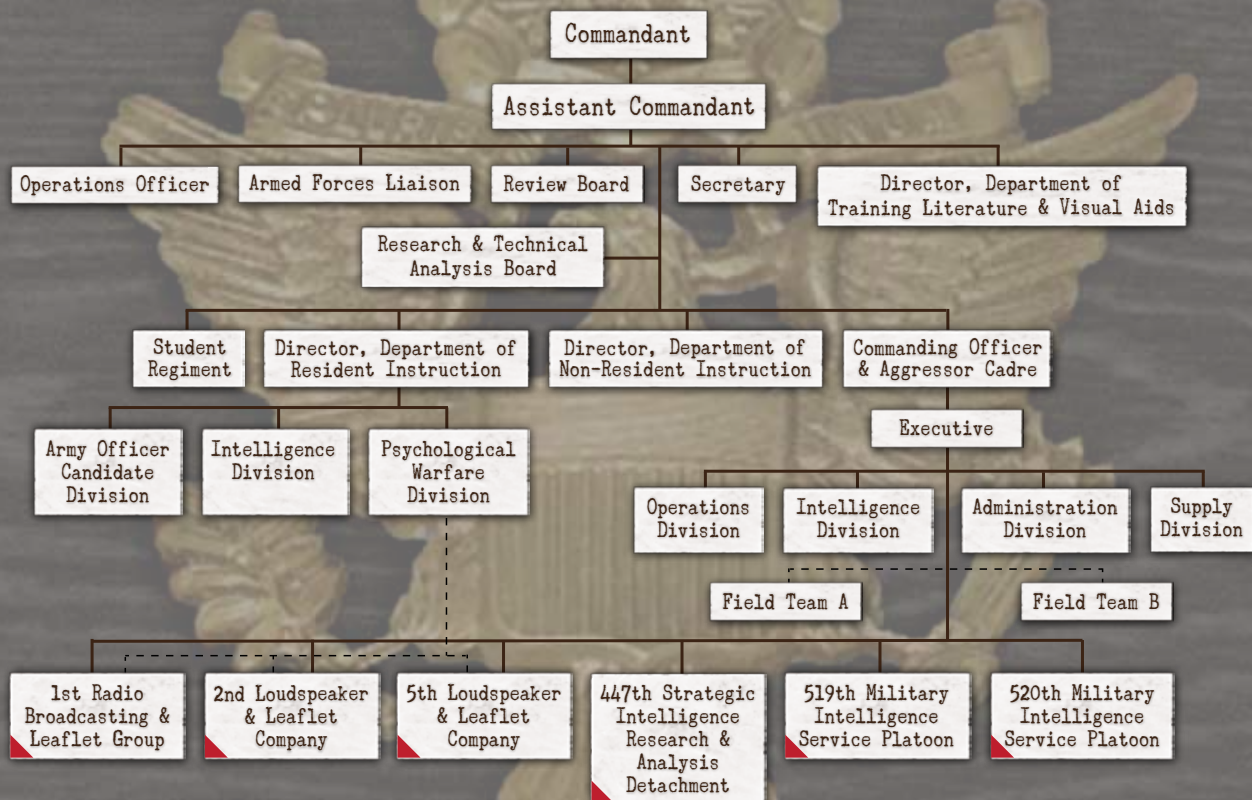 Commandant
Assistant Commandant
Operations Officer
Armed Forces Liaison
Review Board
Secretary
Director, Department of
Training Literature & Visual Aids
Research & Technical
Analysis Board
Student
Regiment
Director, Department of
Resident Instruction
Director, Department of
Non-Resident Instruction
Commanding Officer
& Aggressor Cadre
Executive
Army Officer
Candidate
Division
Intelligence
Division
Psychological
Warfare
Division
Operations
Division
Intelligence
Division
Administration
Division
Supply
Division
Field Team A
Field Team B
1st Radio
Broadcasting &
Leaflet Group
2nd Loudspeaker
& Leaflet
Company
5th Loudspeaker
& Leaflet
Company
447th Strategic
Intelligence
Research &
Analysis
Detachment
519th Military
Intelligence
Service Platoon
520th Military
Intelligence
Service Platoon